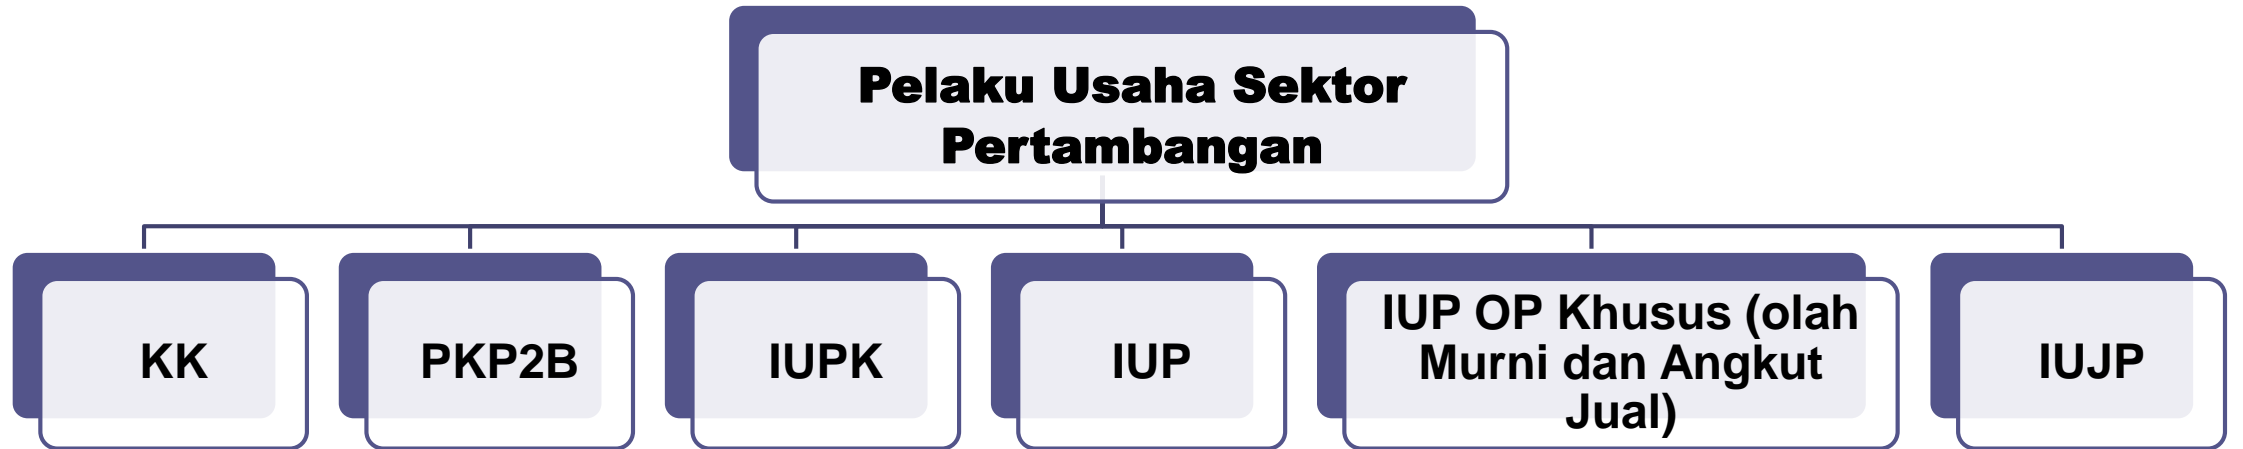 Pelaku Usaha Sektor
Pertambangan
KK
PKP2B
IUPK
IUP
IUP OP Khusus (olah
Murni dan Angkut
Jual)
IUJP